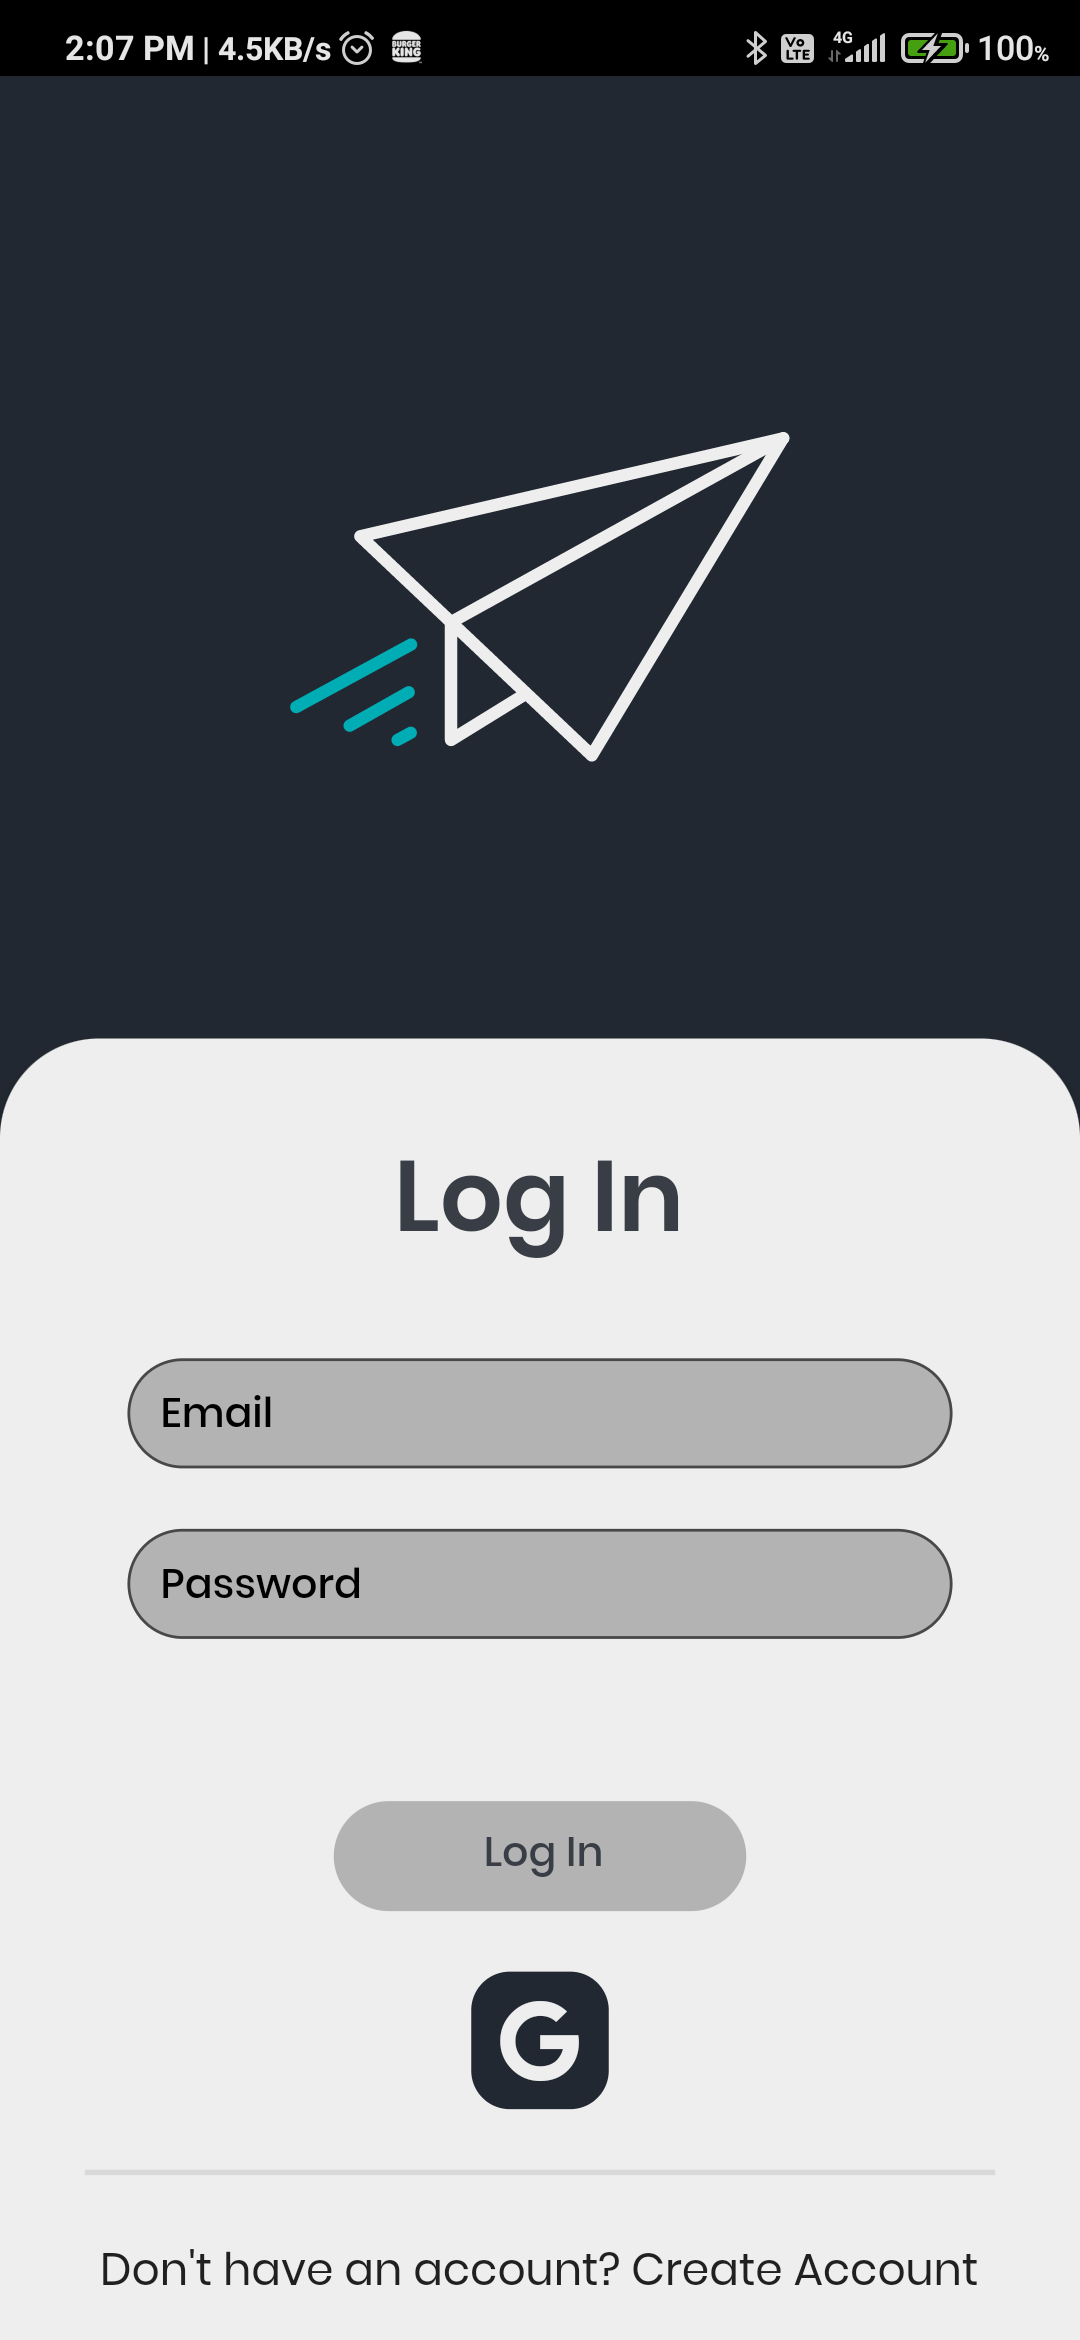 2:07 PM | 4.5KB/s BURGER KING Vo LTE 4G 100%
Log In
Email
Password
Log In
G
Don't have an account? Create Account